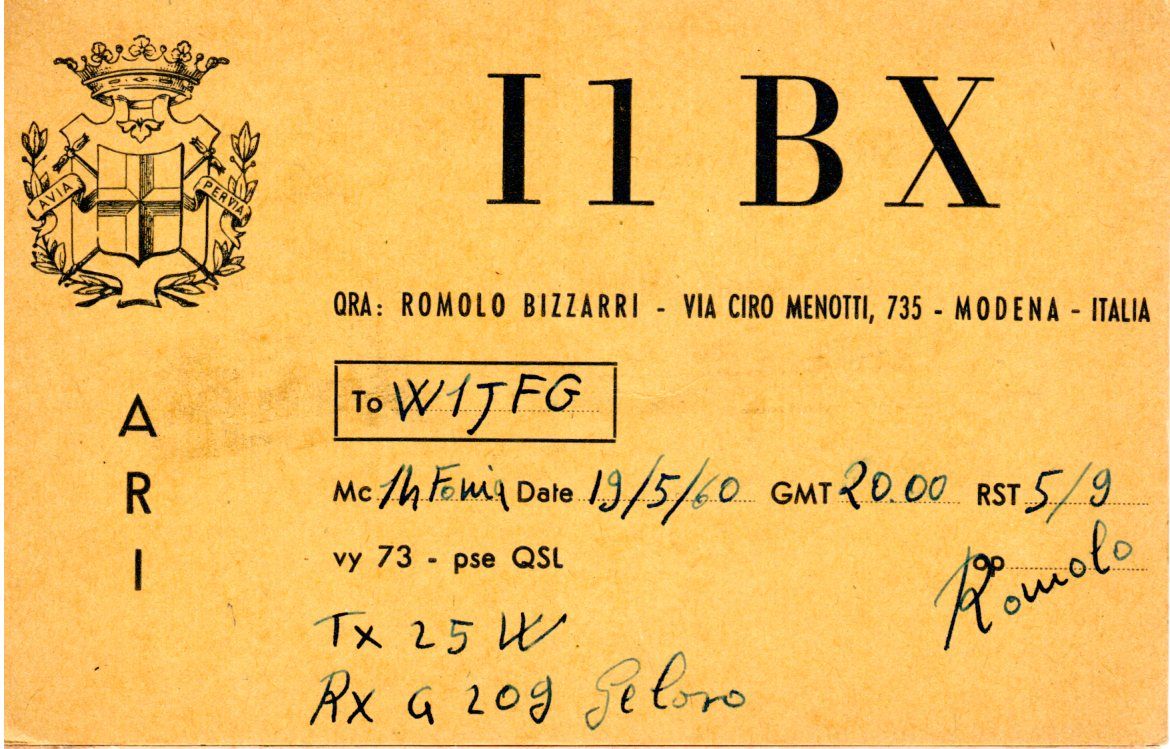 I1 BX
AVIA PERVIA
QRA: ROMOLO BIZZARRI - VIA CIRO MENOTTI, 735 - MODENA - ITALIA
A
R
I
To W1JFG
Mc 14 Fonia Date 19/5/60 GMT 20.00 RST 5/9
vy 73 - pse QSL
op Romolo
Tx 25 W
Rx G 209 Geloso